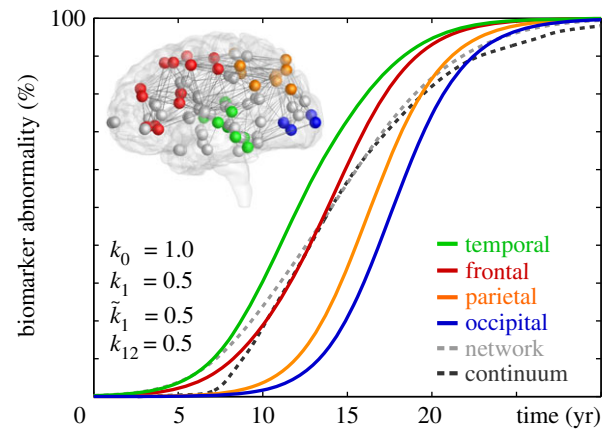 100
biomarker abnormality (%)
k₀ = 1.0
k₁ = 0.5
k̃₁ = 0.5
k₁₂ = 0.5
temporal
frontal
parietal
occipital
network
continuum
0 5 10 15 20 time (yr)